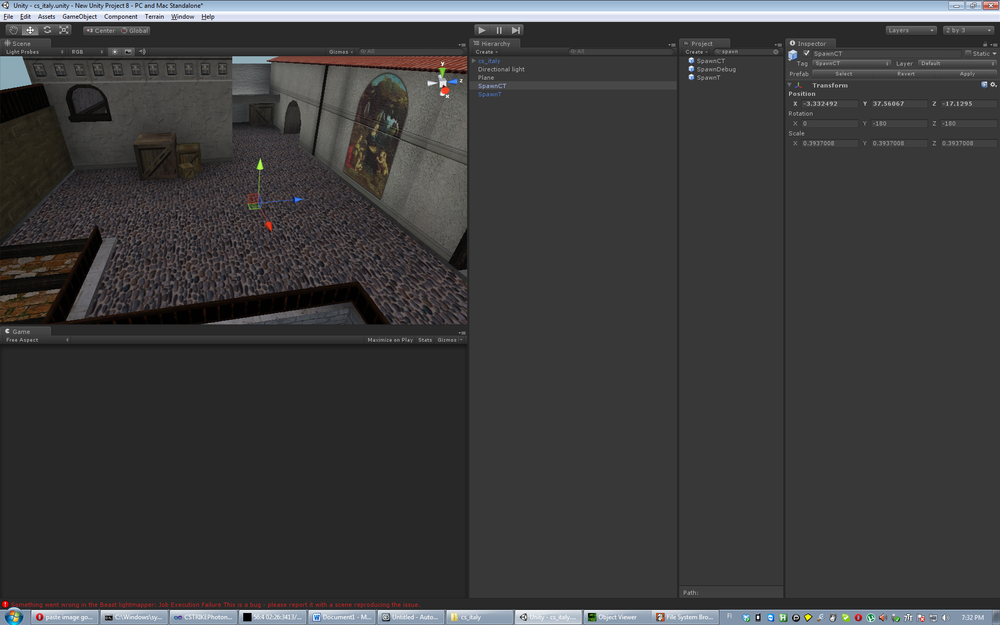 Unity - cs_italy.unity - New Unity Project 8 - PC and Mac Standalone*
File Edit Assets GameObject Component Terrain Window Help
Center Global Layers 2 by 3
Scene
Light Probes RGB Gizmos All
y
z
x
Game
Free Aspect Maximize on Play Stats Gizmos
Hierarchy
Create All
cs_italy
Directional light
Plane
SpawnCT
SpawnT
Project
Create spawn
SpawnCT
SpawnDebug
SpawnT
Path:
Inspector
SpawnCT Static
Tag SpawnCT Layer Default
Prefab Select Revert Apply
Transform
Position
X -3.332492 Y 37.56067 Z -17.1295
Rotation
X 0 Y -180 Z -180
Scale
X 0.3937008 Y 0.3937008 Z 0.3937008
Something went wrong in the Beast lightmapper: Job Execution Failure This is a bug - please report it with a scene reproducing the issue.
paste image go... C:\Windows\sy... CSTRIKEPhoton... 56:4 02:26:3413/... Document1 - M... Untitled - Auto... cs_italy Unity - cs_italy.... Object Viewer File System Bro... FI 7:32 PM